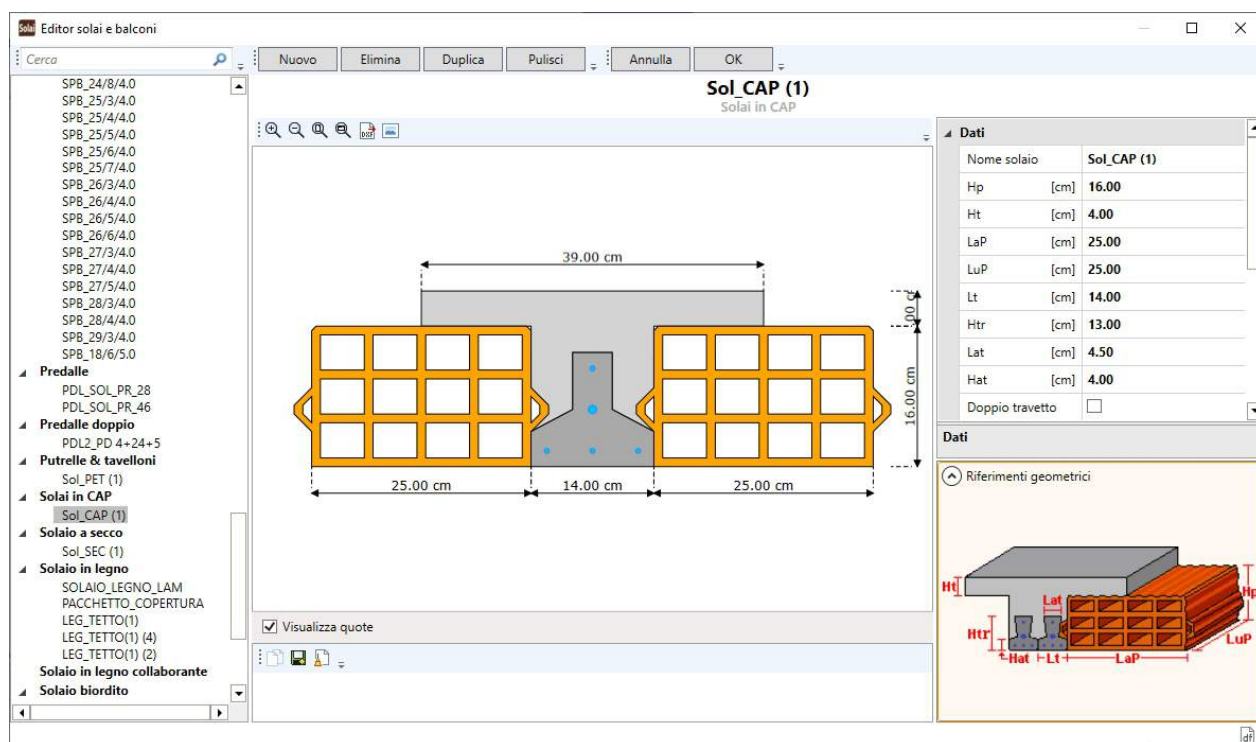 Solai
Editor solai e balconi
Cerca
Nuovo Elimina Duplica Pulisci Annulla OK
SPB_24/8/4.0
SPB_25/3/4.0
SPB_25/4/4.0
SPB_25/5/4.0
SPB_25/6/4.0
SPB_25/7/4.0
SPB_26/3/4.0
SPB_26/4/4.0
SPB_26/5/4.0
SPB_26/6/4.0
SPB_27/3/4.0
SPB_27/4/4.0
SPB_27/5/4.0
SPB_28/3/4.0
SPB_28/4/4.0
SPB_29/3/4.0
SPB_18/6/5.0
Predalle
PDL_SOL_PR_28
PDL_SOL_PR_46
Predalle doppio
PDL2_PD 4+24+5
Putrelle & tavelloni
Sol_PET (1)
Solai in CAP
Sol_CAP (1)
Solaio a secco
Sol_SEC (1)
Solaio in legno
SOLAIO_LEGNO_LAM
PACCHETTO_COPERTURA
LEG_TETTO(1)
LEG_TETTO(1) (4)
LEG_TETTO(1) (2)
Solaio in legno collaborante
Solaio biordito
Sol_CAP (1)
Solai in CAP
DXF
39.00 cm
16.00 cm
25.00 cm 14.00 cm 25.00 cm
Visualizza quote
Dati
Nome solaio Sol_CAP (1)
Hp [cm] 16.00
Ht [cm] 4.00
LaP [cm] 25.00
LuP [cm] 25.00
Lt [cm] 14.00
Htr [cm] 13.00
Lat [cm] 4.50
Hat [cm] 4.00
Doppio travetto
Dati
Riferimenti geometrici
Ht
Lat
Hp
Htr
LuP
Hat
Lt
LaP
df